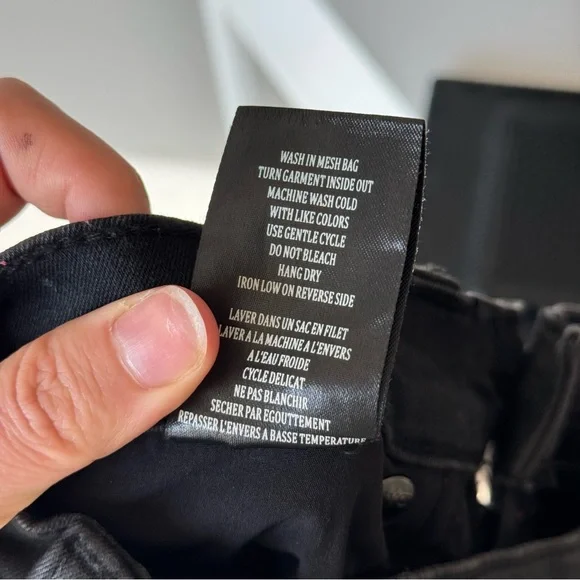 WASH IN MESH BAG
TURN GARMENT INSIDE OUT
MACHINE WASH COLD
WITH LIKE COLORS
USE GENTLE CYCLE
DO NOT BLEACH
HANG DRY
IRON LOW ON REVERSE SIDE
LAVER DANS UN SAC EN FILET
LAVER A LA MACHINE A L'ENVERS
A L'EAU FROIDE
CYCLE DELICAT
NE PAS BLANCHIR
SECHER PAR EGOUTTEMENT
REPASSER L'ENVERS A BASSE TEMPERATURE